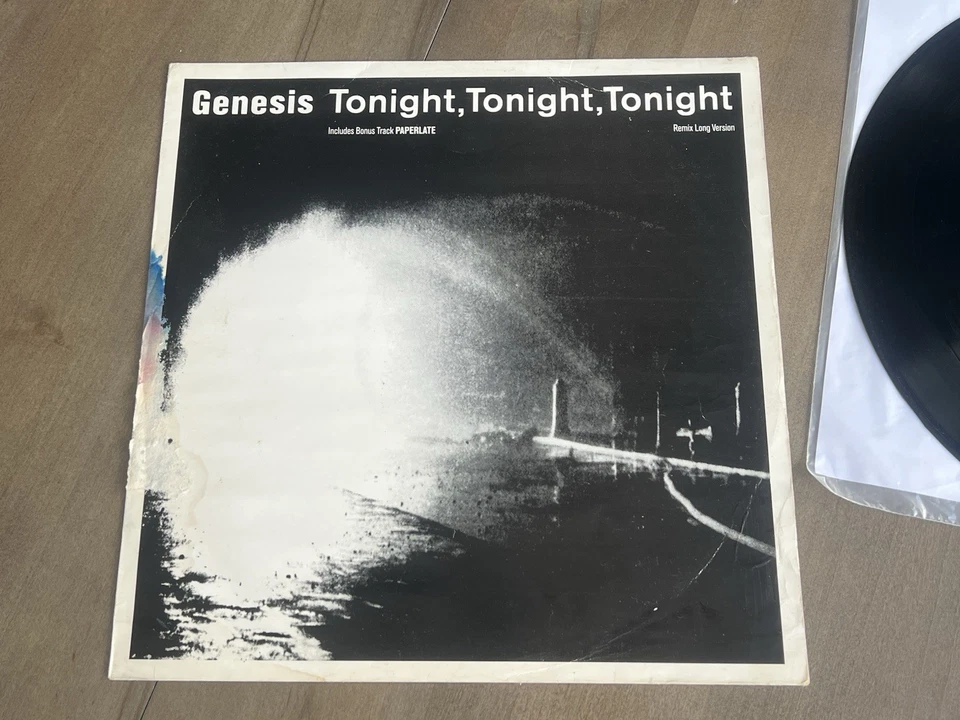 Genesis Tonight,Tonight,Tonight
Includes Bonus Track PAPERLATE Remix Long Version